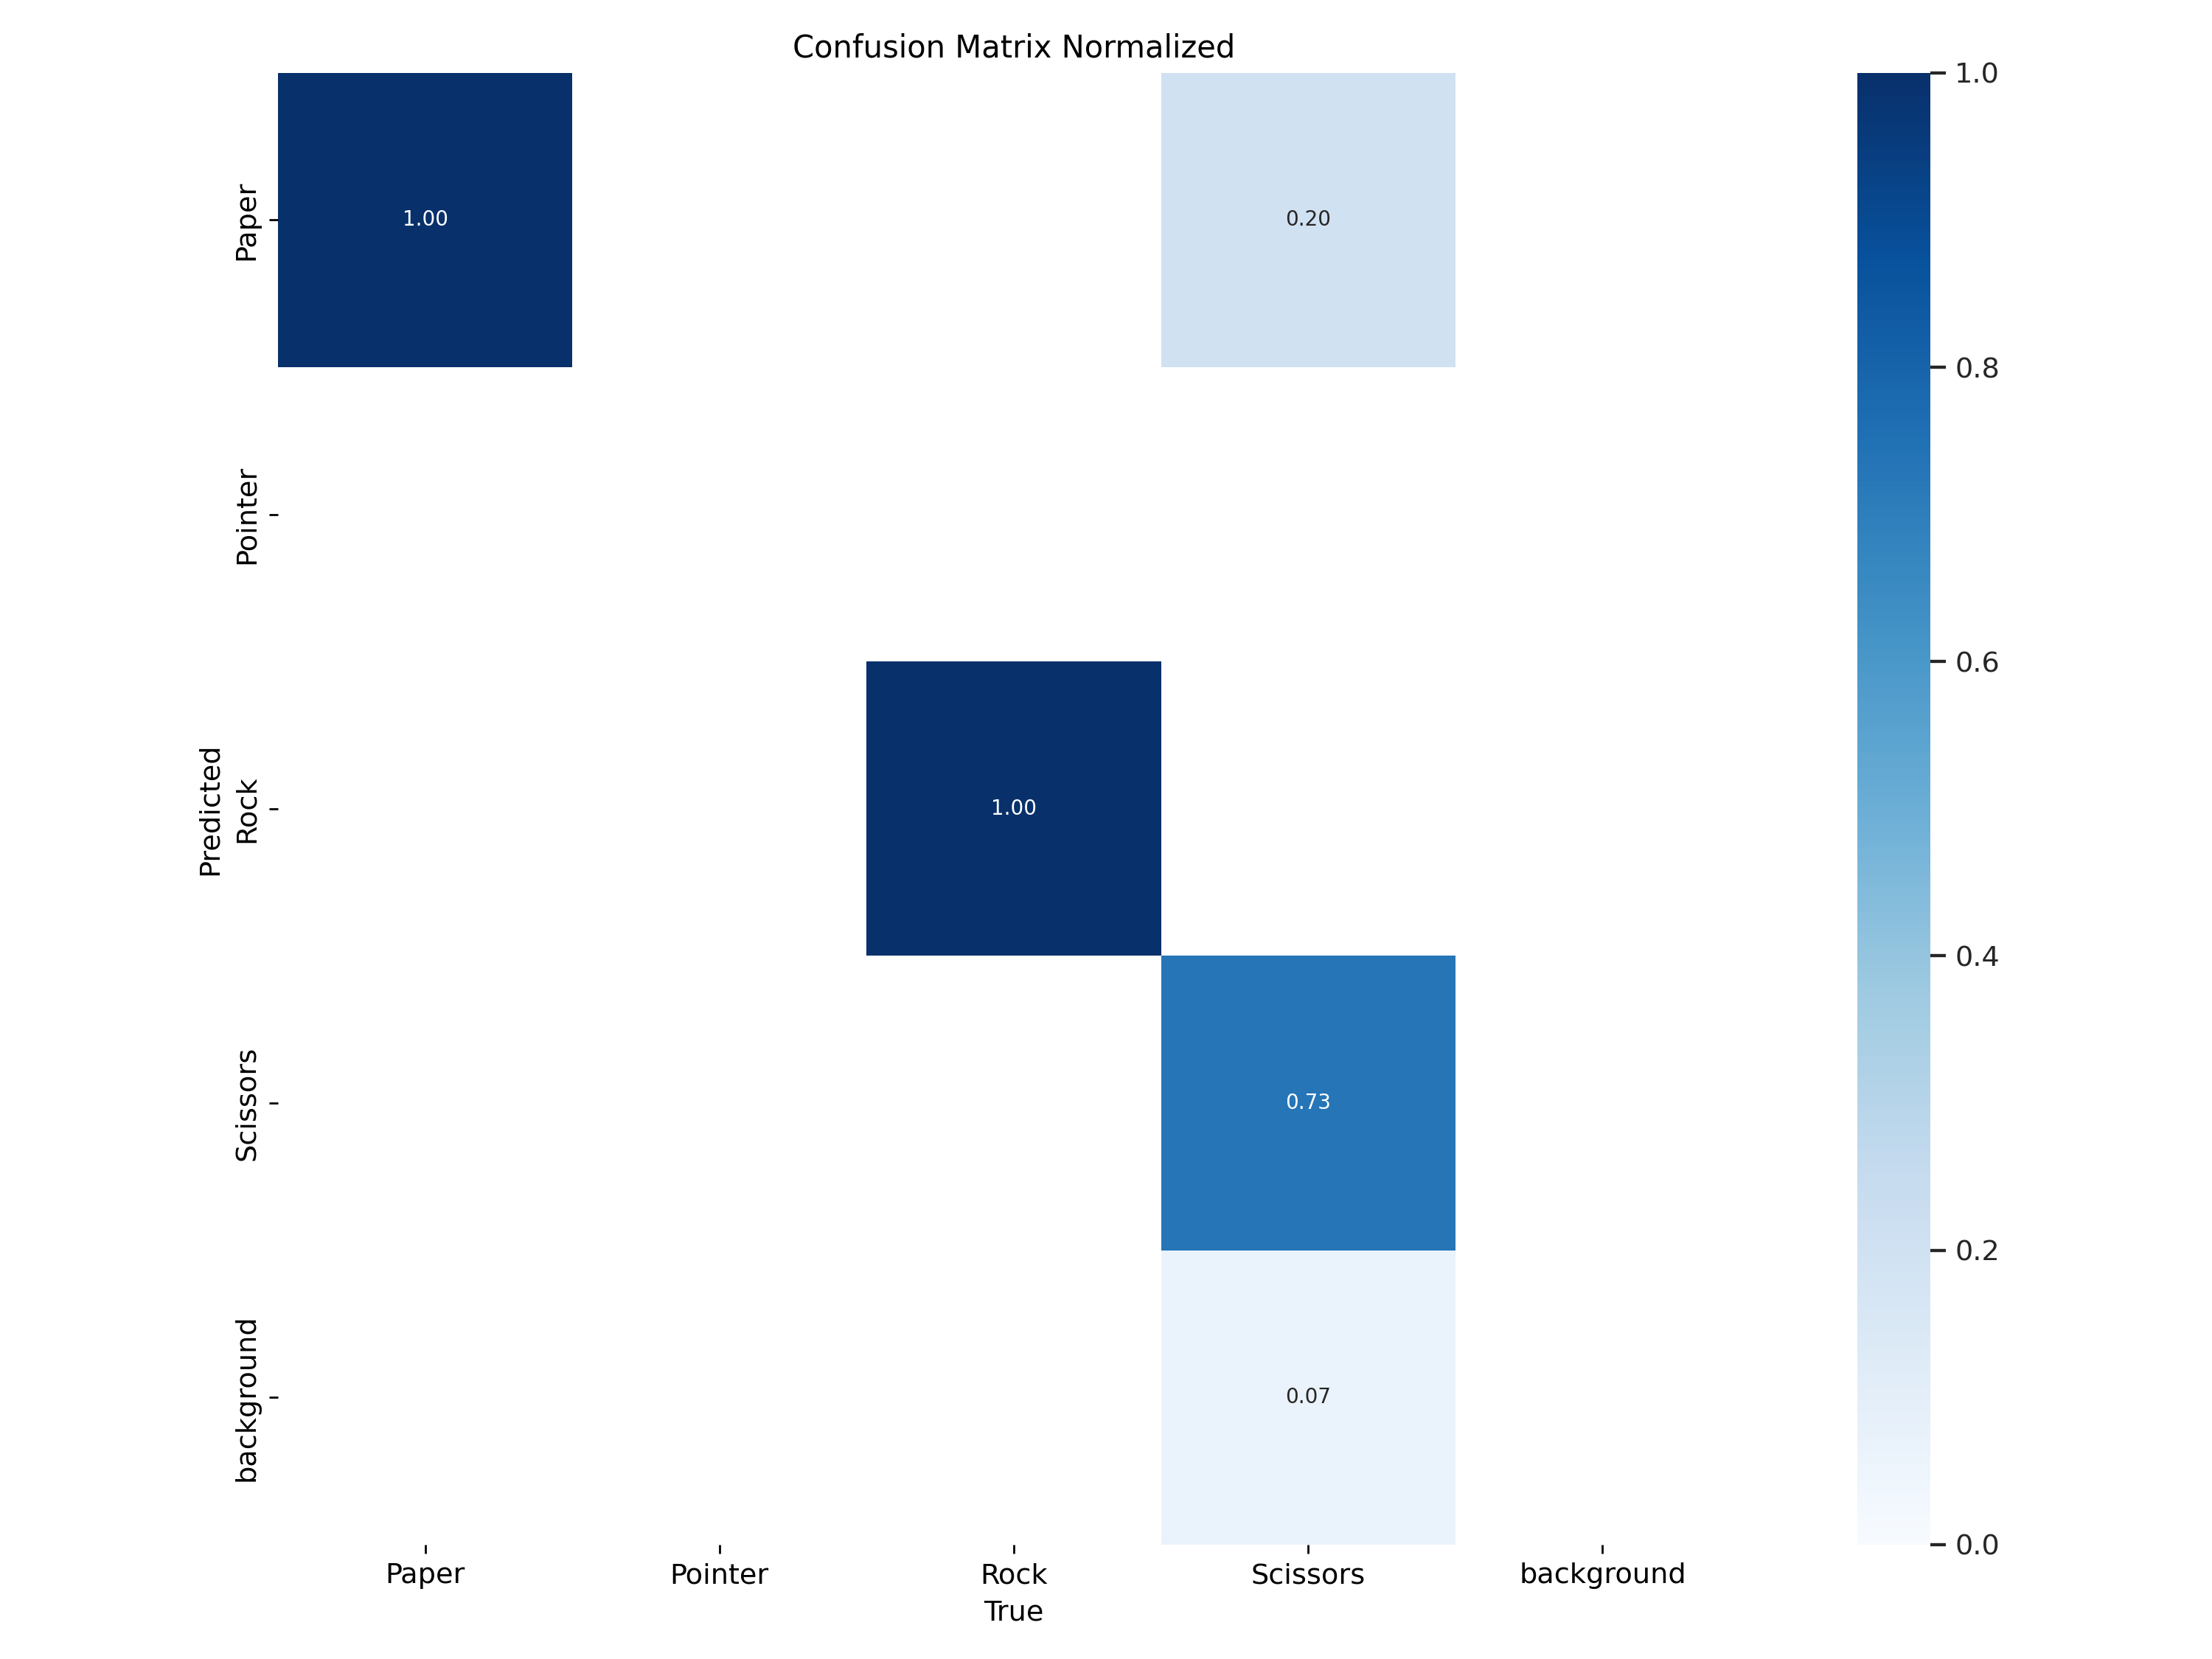 Confusion Matrix Normalized
Paper
Pointer
Rock
Scissors
background
Predicted
1.00
0.20
1.00
0.73
0.07
Paper
Pointer
Rock
Scissors
background
True
1.0
0.8
0.6
0.4
0.2
0.0